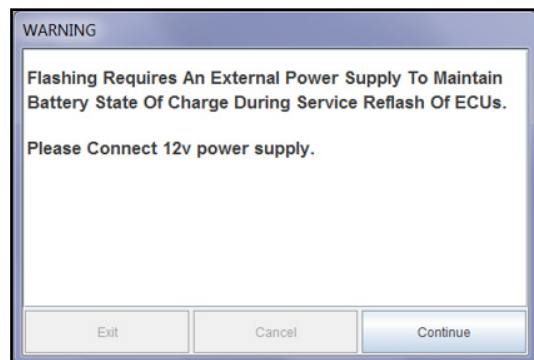 WARNING
Flashing Requires An External Power Supply To Maintain
Battery State Of Charge During Service Reflash Of ECUs.
Please Connect 12v power supply.
Exit
Cancel
Continue